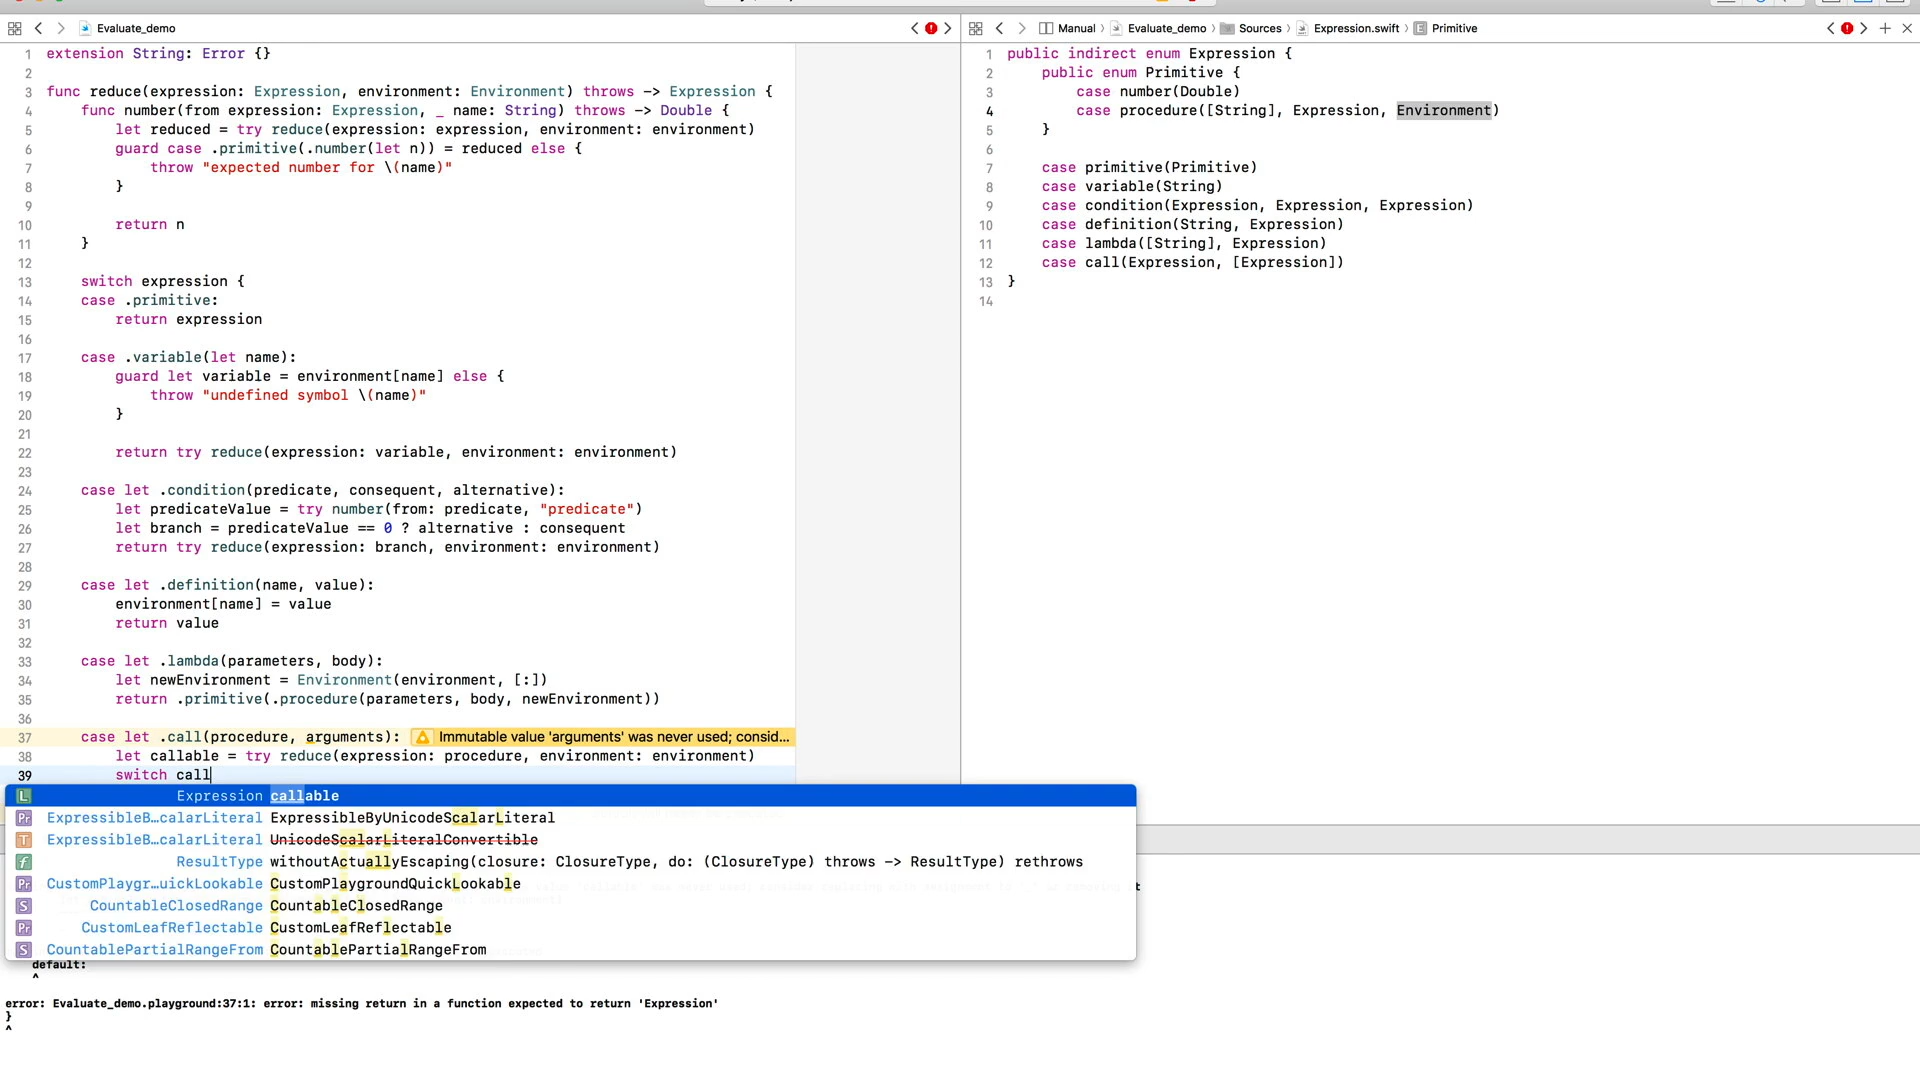 Evaluate_demo
1 extension String: Error {}
2
3 func reduce(expression: Expression, environment: Environment) throws -> Expression {
4 func number(from expression: Expression, _ name: String) throws -> Double {
5 let reduced = try reduce(expression: expression, environment: environment)
6 guard case .primitive(.number(let n)) = reduced else {
7 throw "expected number for \(name)"
8 }
9
10 return n
11 }
12
13 switch expression {
14 case .primitive:
15 return expression
16
17 case .variable(let name):
18 guard let variable = environment[name] else {
19 throw "undefined symbol \(name)"
20 }
21
22 return try reduce(expression: variable, environment: environment)
23
24 case let .condition(predicate, consequent, alternative):
25 let predicateValue = try number(from: predicate, "predicate")
26 let branch = predicateValue == 0 ? alternative : consequent
27 return try reduce(expression: branch, environment: environment)
28
29 case let .definition(name, value):
30 environment[name] = value
31 return value
32
33 case let .lambda(parameters, body):
34 let newEnvironment = Environment(environment, [:])
35 return .primitive(.procedure(parameters, body, newEnvironment))
36
37 case let .call(procedure, arguments): Immutable value 'arguments' was never used; consid...
38 let callable = try reduce(expression: procedure, environment: environment)
39 switch call
L Expression callable
Pr ExpressibleB…calarLiteral ExpressibleByUnicodeScalarLiteral
T ExpressibleB…calarLiteral UnicodeScalarLiteralConvertible
f ResultType withoutActuallyEscaping(closure: ClosureType, do: (ClosureType) throws -> ResultType) rethrows
Pr CustomPlaygr…uickLookable CustomPlaygroundQuickLookable
S CountableClosedRange CountableClosedRange
Pr CustomLeafReflectable CustomLeafReflectable
S CountablePartialRangeFrom CountablePartialRangeFrom
default:
^
error: Evaluate_demo.playground:37:1: error: missing return in a function expected to return 'Expression'
}
^
Manual 〉 Evaluate_demo 〉 Sources 〉 Expression.swift 〉 E Primitive
1 public indirect enum Expression {
2 public enum Primitive {
3 case number(Double)
4 case procedure([String], Expression, Environment)
5 }
6
7 case primitive(Primitive)
8 case variable(String)
9 case condition(Expression, Expression, Expression)
10 case definition(String, Expression)
11 case lambda([String], Expression)
12 case call(Expression, [Expression])
13 }
14